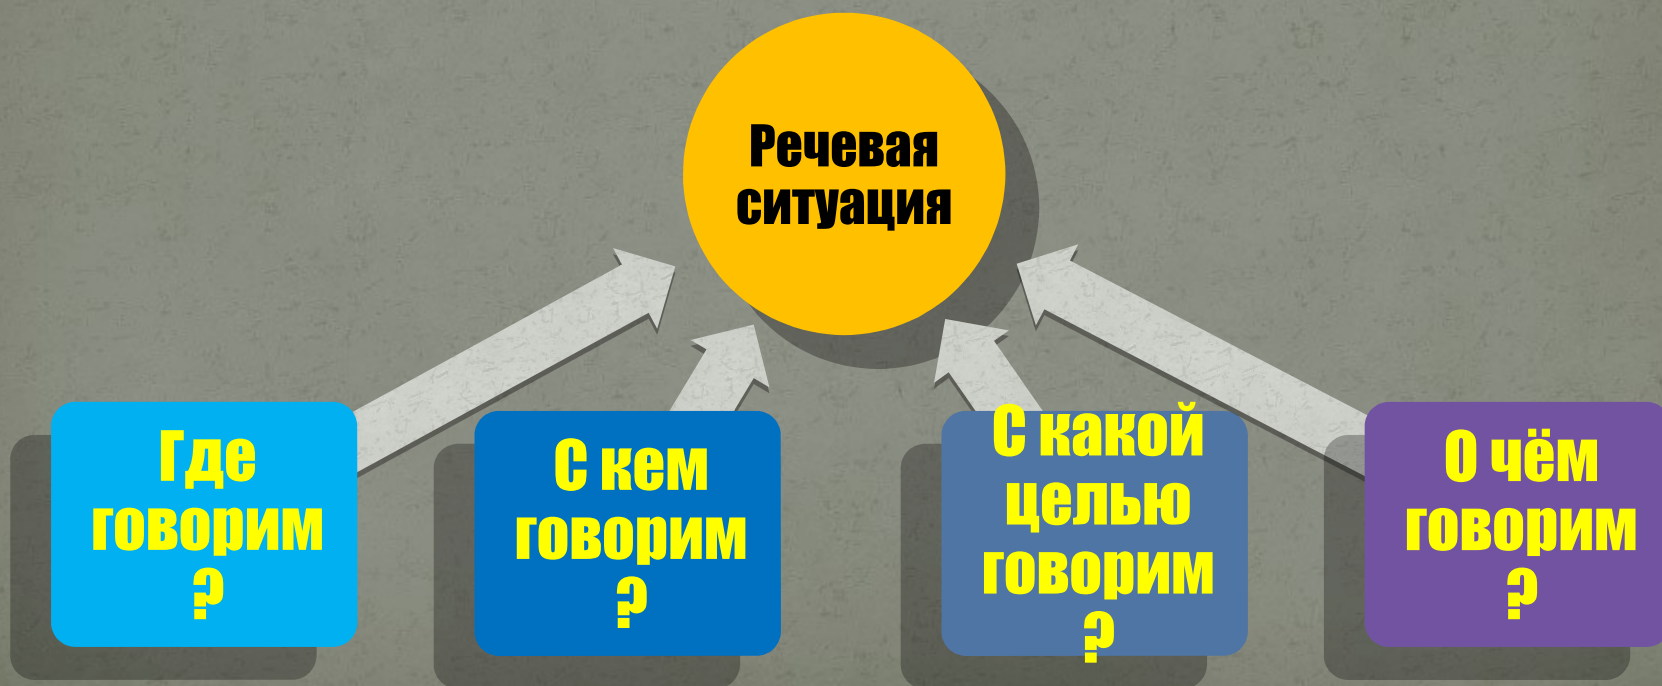 Речевая
ситуация
Где
говорим
?
С кем
говорим
?
С какой
целью
говорим
?
О чём
говорим
?